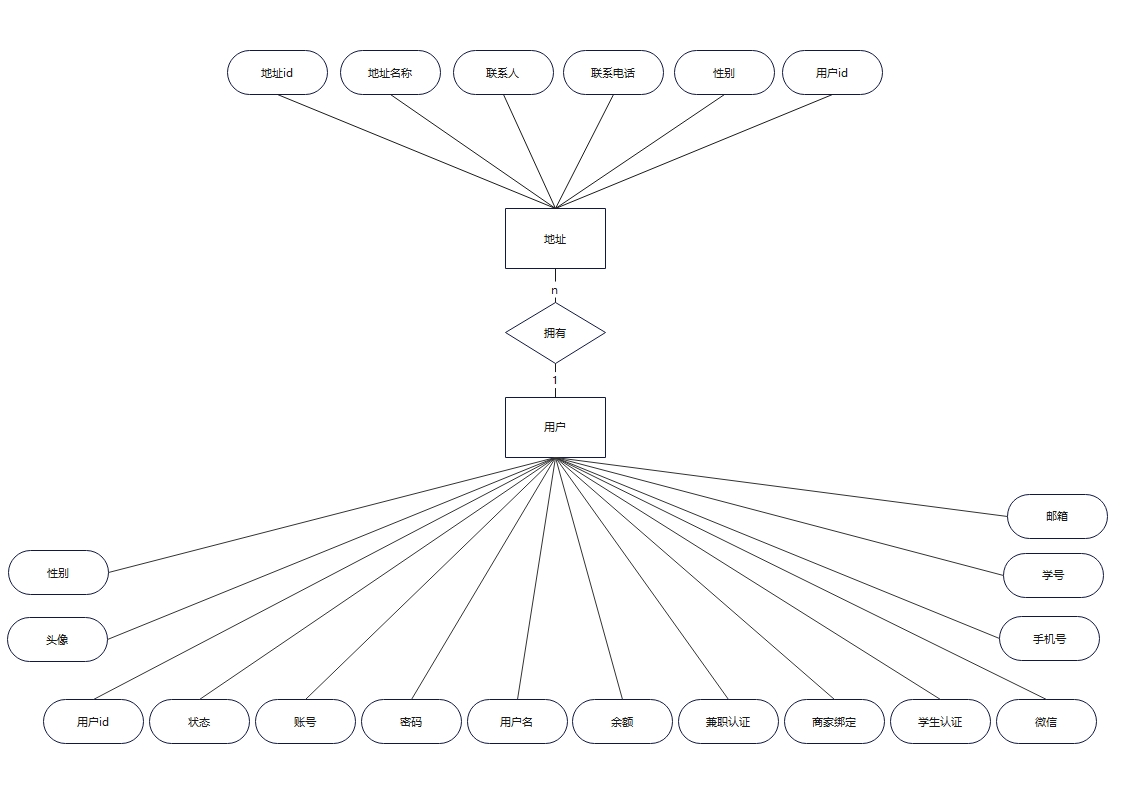 地址id
地址名称
联系人
联系电话
性别
用户id
地址
n
拥有
1
用户
邮箱
性别
学号
头像
手机号
用户id
状态
账号
密码
用户名
余额
兼职认证
商家绑定
学生认证
微信